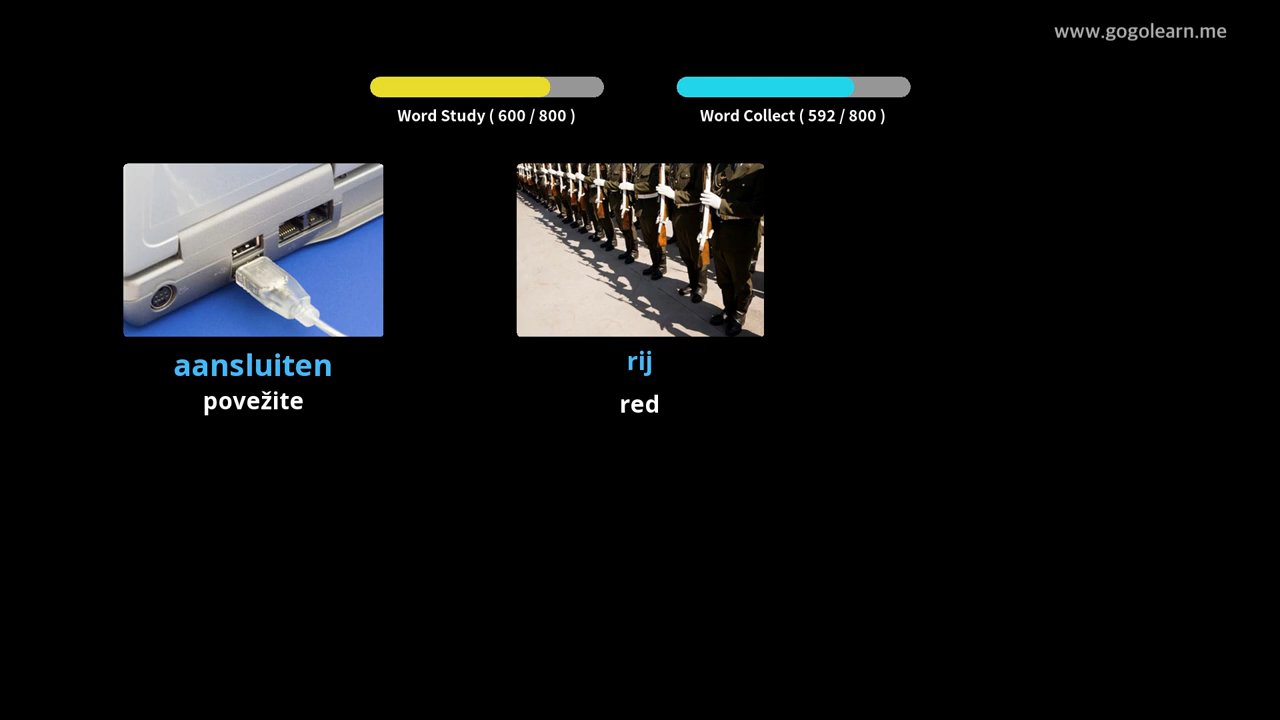 www.gogolearn.me
Word Study ( 600 / 800 )
Word Collect ( 592 / 800 )
aansluiten
povežite
rij
red